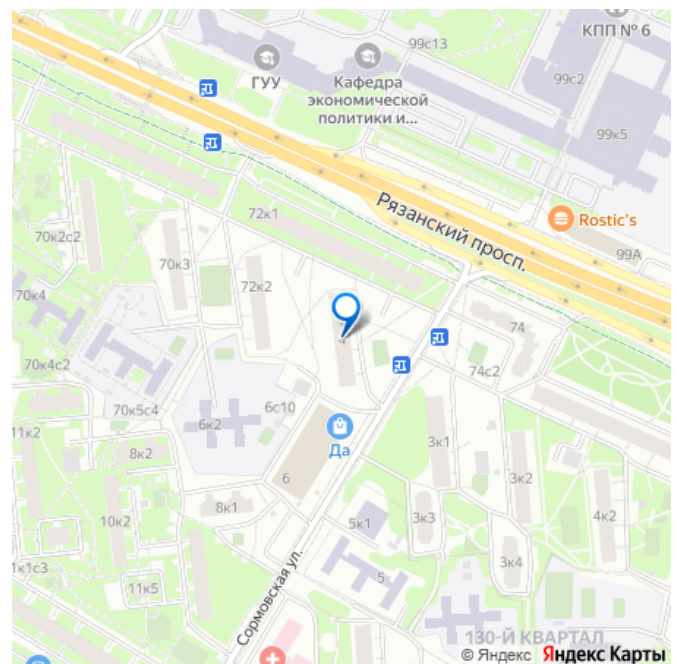 КПП № 6
99с13
ГУУ
Кафедра
экономической
политики и...
99с2
99к5
Рязанский просп.
Rostic's
99А
72к1
70к2с2
70к3
72к2
70к4
4
74
70к4с2
74с2
70к5с4
6к2
6с10
Да
11к2
8к2
6
3к1
3к2
8к1
10к2
5к1
3к3
4к2
1к1с3
11к5
5
3к4
Сормовская ул.
130-Й КВАРТАЛ
© Яндекс Яндекс Карты